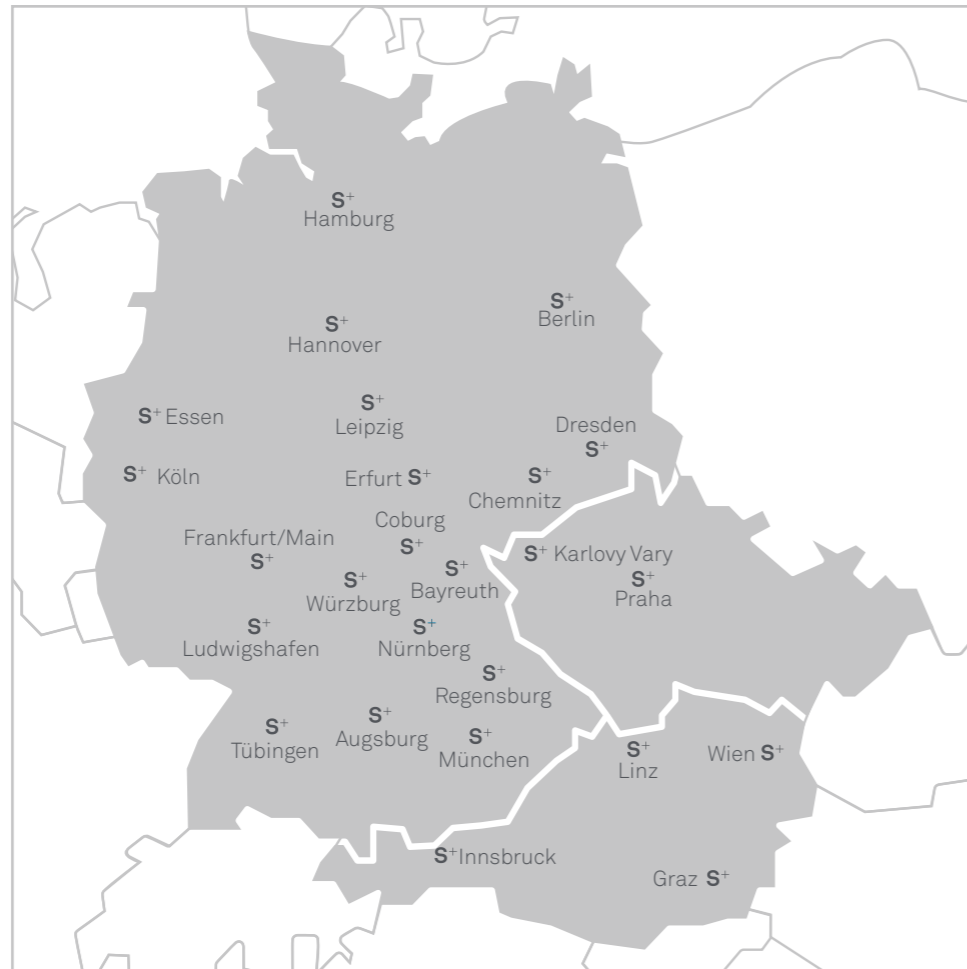 S+
Hamburg
S+
Berlin
S+
Hannover
S+
Leipzig
S+ Essen
Dresden
S+
S+ Köln
Erfurt S+
S+
Chemnitz
Coburg
S+
Frankfurt/Main
S+
S+ Karlovy Vary
S+
Bayreuth
S+
Praha
S+
Würzburg
S+
Ludwigshafen
S+
Nürnberg
S+
Regensburg
S+
Tübingen
S+
Augsburg
S+
München
S+
Linz
Wien S+
S+ Innsbruck
Graz S+